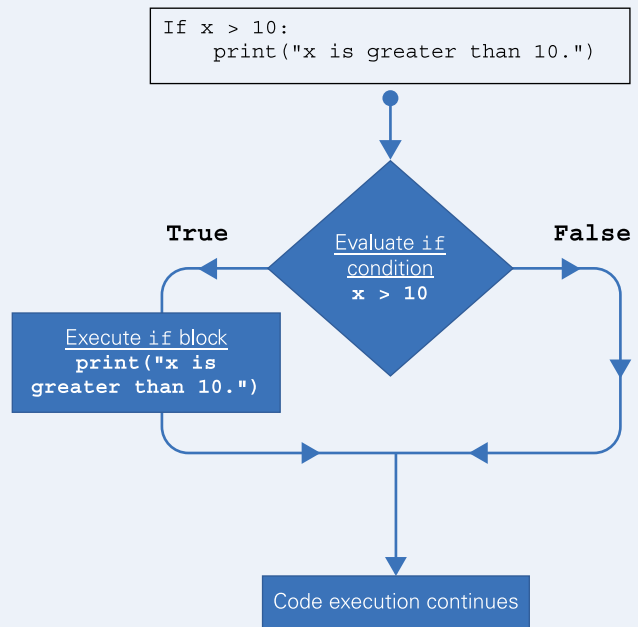 If x > 10:
    print("x is greater than 10.")
True
False
Evaluate if
condition
x > 10
Execute if block
print("x is
greater than 10.")
Code execution continues